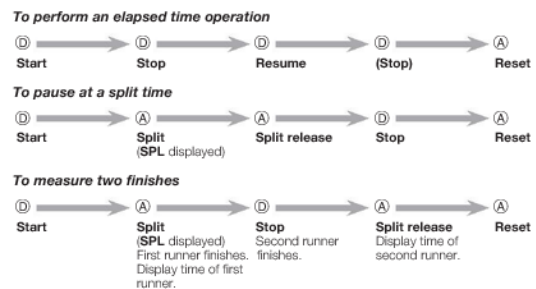 To perform an elapsed time operation
Ⓓ Ⓓ Ⓓ Ⓓ Ⓐ
Start Stop Resume (Stop) Reset
To pause at a split time
Ⓓ Ⓐ Ⓐ Ⓓ Ⓐ
Start Split Split release Stop Reset
(SPL displayed)
To measure two finishes
Ⓓ Ⓐ Ⓓ Ⓐ Ⓐ
Start Split Stop Split release Reset
(SPL displayed) Second runner Display time of
First runner finishes. finishes. second runner.
Display time of first
runner.